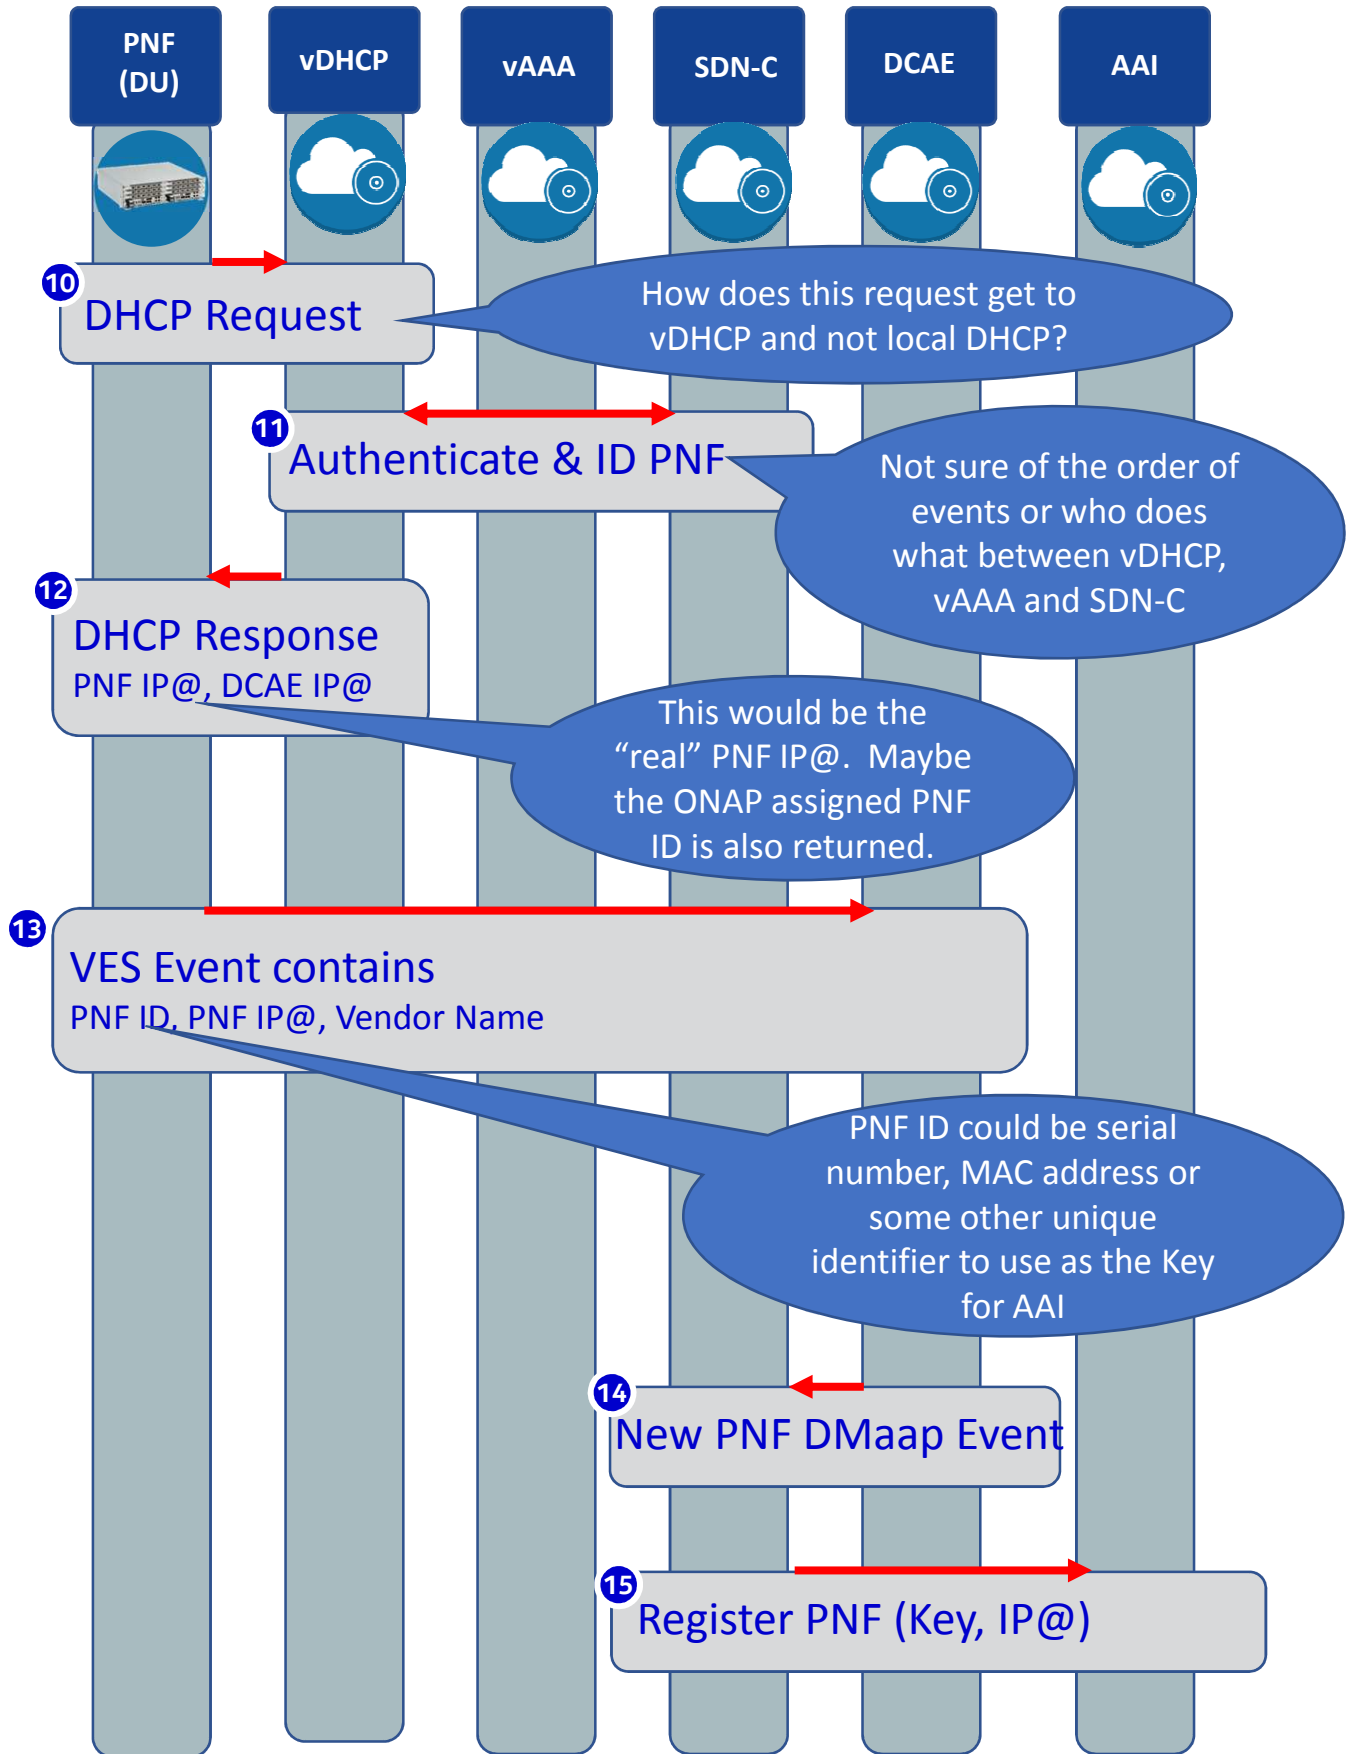 PNF
(DU)
vDHCP
vAAA
SDN-C
DCAE
AAI
10
DHCP Request
How does this request get to
vDHCP and not local DHCP?
11
Authenticate & ID PNF
Not sure of the order of
events or who does
what between vDHCP,
vAAA and SDN-C
12
DHCP Response
PNF IP@, DCAE IP@
This would be the
“real” PNF IP@.  Maybe
the ONAP assigned PNF
ID is also returned.
13
VES Event contains
PNF ID, PNF IP@, Vendor Name
PNF ID could be serial
number, MAC address or
some other unique
identifier to use as the Key
for AAI
14
New PNF DMaap Event
15
Register PNF (Key, IP@)